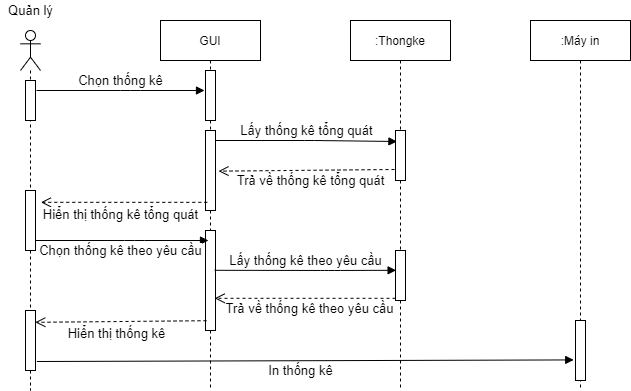 Quản lý
GUI
:Thongke
:Máy in
Chọn thống kê
Lấy thống kê tổng quát
Trả về thống kê tổng quát
Hiển thị thống kê tổng quát
Chọn thống kê theo yêu cầu
Lấy thống kê theo yêu cầu
Trả về thống kê theo yêu cầu
Hiển thị thống kê
In thống kê